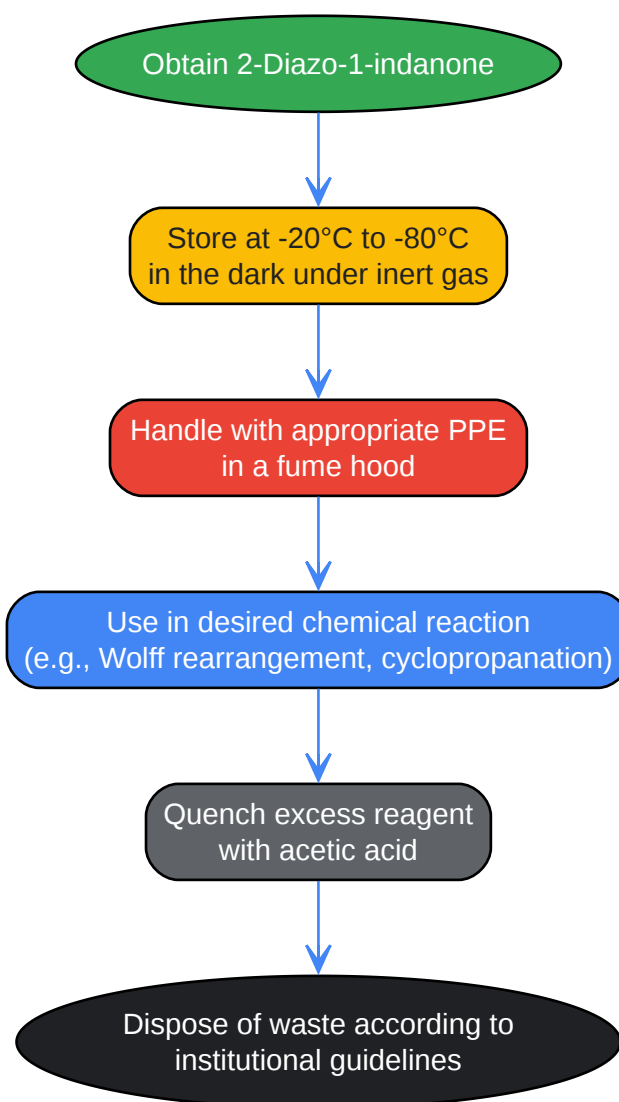 Obtain 2-Diazo-1-indanone
Store at -20°C to -80°C
in the dark under inert gas
Handle with appropriate PPE
in a fume hood
Use in desired chemical reaction
(e.g., Wolff rearrangement, cyclopropanation)
Quench excess reagent
with acetic acid
Dispose of waste according to
institutional guidelines